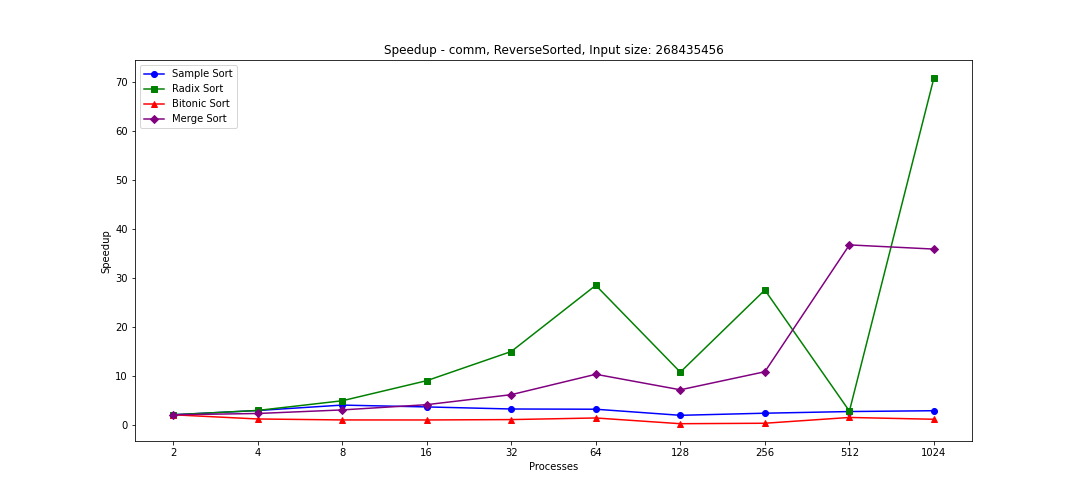 Speedup - comm, ReverseSorted, Input size: 268435456
Sample Sort
Radix Sort
Bitonic Sort
Merge Sort
Speedup
70
60
50
40
30
20
10
0
2 4 8 16 32 64 128 256 512 1024
Processes